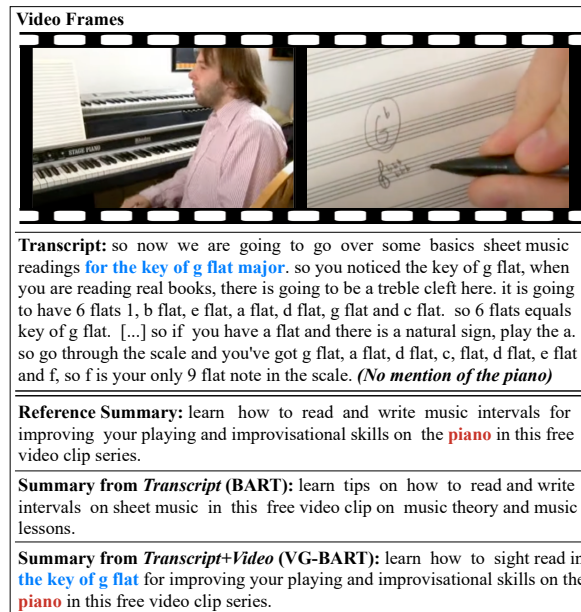 Video Frames
STAGE PIANO
G♭
Transcript: so now we are going to go over some basics sheet music
readings for the key of g flat major. so you noticed the key of g flat, when
you are reading real books, there is going to be a treble cleft here. it is going
to have 6 flats 1, b flat, e flat, a flat, d flat, g flat and c flat. so 6 flats equals
key of g flat. [...] so if you have a flat and there is a natural sign, play the a.
so go through the scale and you've got g flat, a flat, d flat, c, flat, d flat, e flat
and f, so f is your only 9 flat note in the scale. (No mention of the piano)
Reference Summary: learn how to read and write music intervals for
improving your playing and improvisational skills on the piano in this free
video clip series.
Summary from Transcript (BART): learn tips on how to read and write
intervals on sheet music in this free video clip on music theory and music
lessons.
Summary from Transcript+Video (VG-BART): learn how to sight read in
the key of g flat for improving your playing and improvisational skills on the
piano in this free video clip series.